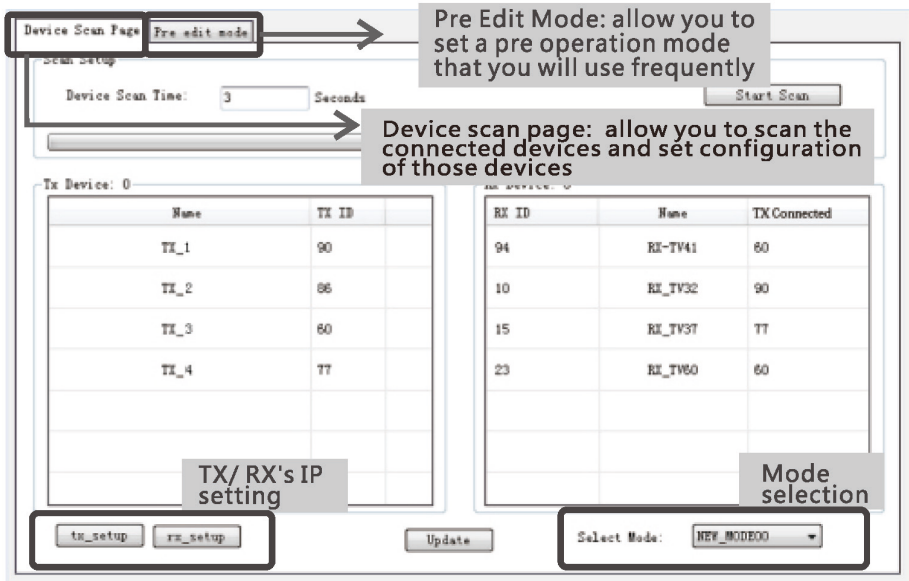 Device Scan Page
Pre edit mode
Pre Edit Mode: allow you to
set a pre operation mode
that you will use frequently
Scan Setup
Device Scan Time: 3 Seconds
Start Scan
Device scan page: allow you to scan the
connected devices and set configuration
of those devices
Tx Device: 0
Rx Device: 0
Name TX ID
TX_1 90
TX_2 86
TX_3 60
TX_4 77
RX ID Name TX Connected
94 RX-TV41 60
10 RX_TV32 90
15 RX_TV37 77
23 RX_TV60 60
TX/ RX's IP
setting
Mode
selection
tx_setup rx_setup
Update
Select Mode: NEW_MODE00